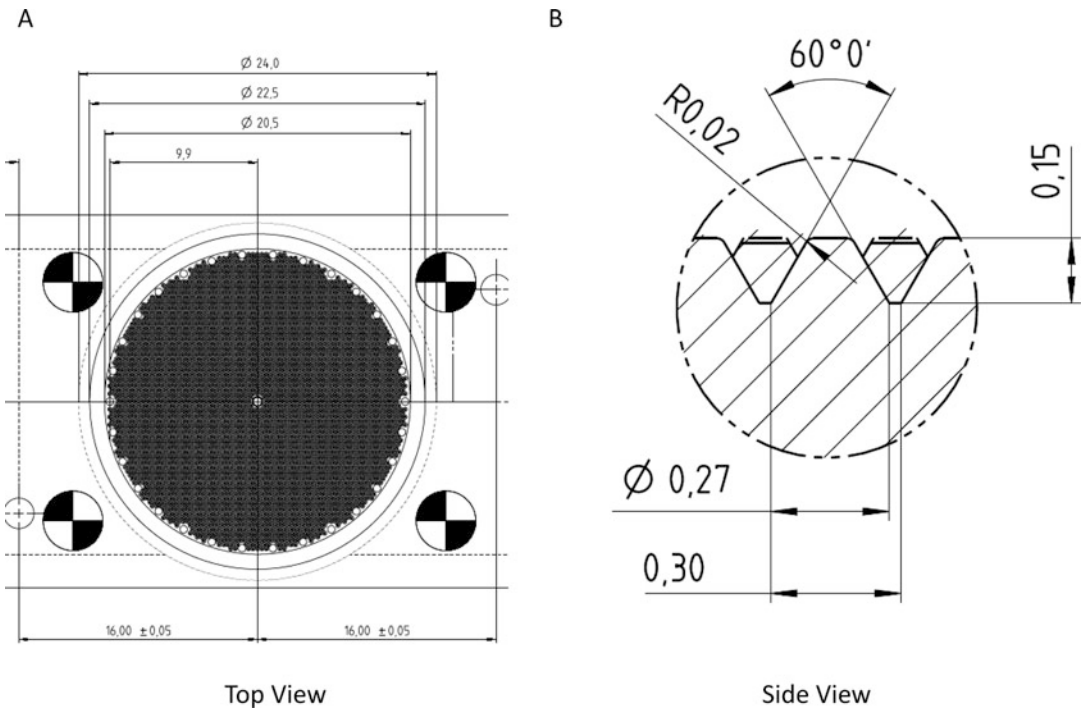 A
Ø 24,0
Ø 22,5
Ø 20,5
9,9
16,00 ±0,05
16,00 ±0,05
Top View
B
60°0'
R0,02
0,15
Ø 0,27
0,30
Side View